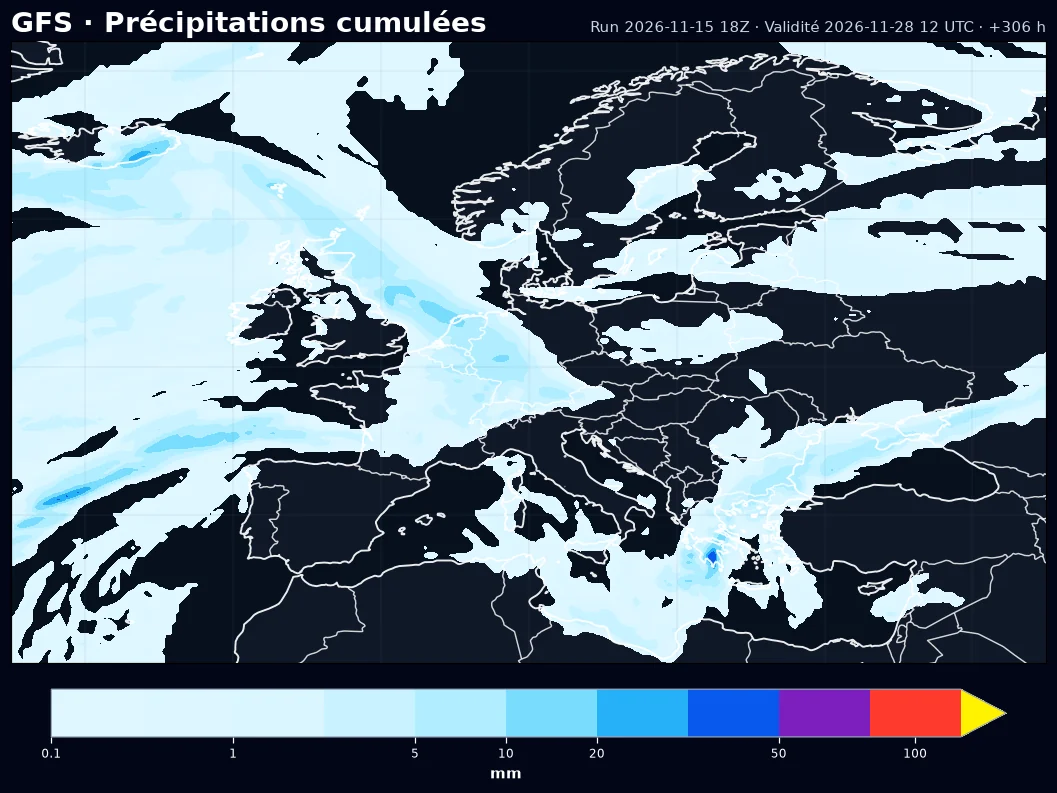 GFS · Précipitations cumulées
Run 2026-11-15 18Z · Validité 2026-11-28 12 UTC · +306 h
0.1 1 5 10 20 50 100
mm